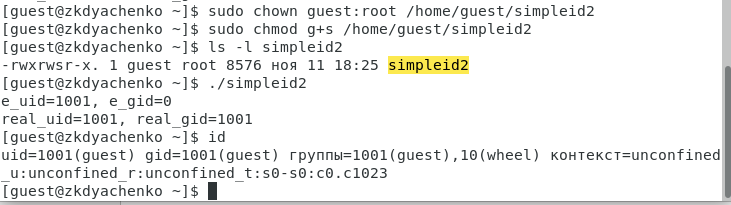 [guest@zkdyachenko ~]$ sudo chown guest:root /home/guest/simpleid2
[guest@zkdyachenko ~]$ sudo chmod g+s /home/guest/simpleid2
[guest@zkdyachenko ~]$ ls -l simpleid2
-rwxrwsr-x. 1 guest root 8576 ноя 11 18:25 simpleid2
[guest@zkdyachenko ~]$ ./simpleid2
e_uid=1001, e_gid=0
real_uid=1001, real_gid=1001
[guest@zkdyachenko ~]$ id
uid=1001(guest) gid=1001(guest) группы=1001(guest),10(wheel) контекст=unconfined
_u:unconfined_r:unconfined_t:s0-s0:c0.c1023
[guest@zkdyachenko ~]$